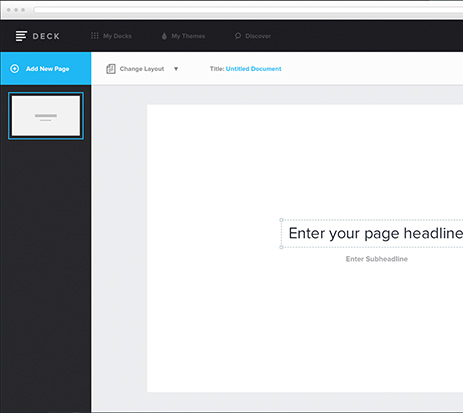 DECK
My Decks
My Themes
Discover
Add New Page
Change Layout
Title: Untitled Document
Enter your page headline
Enter Subheadline